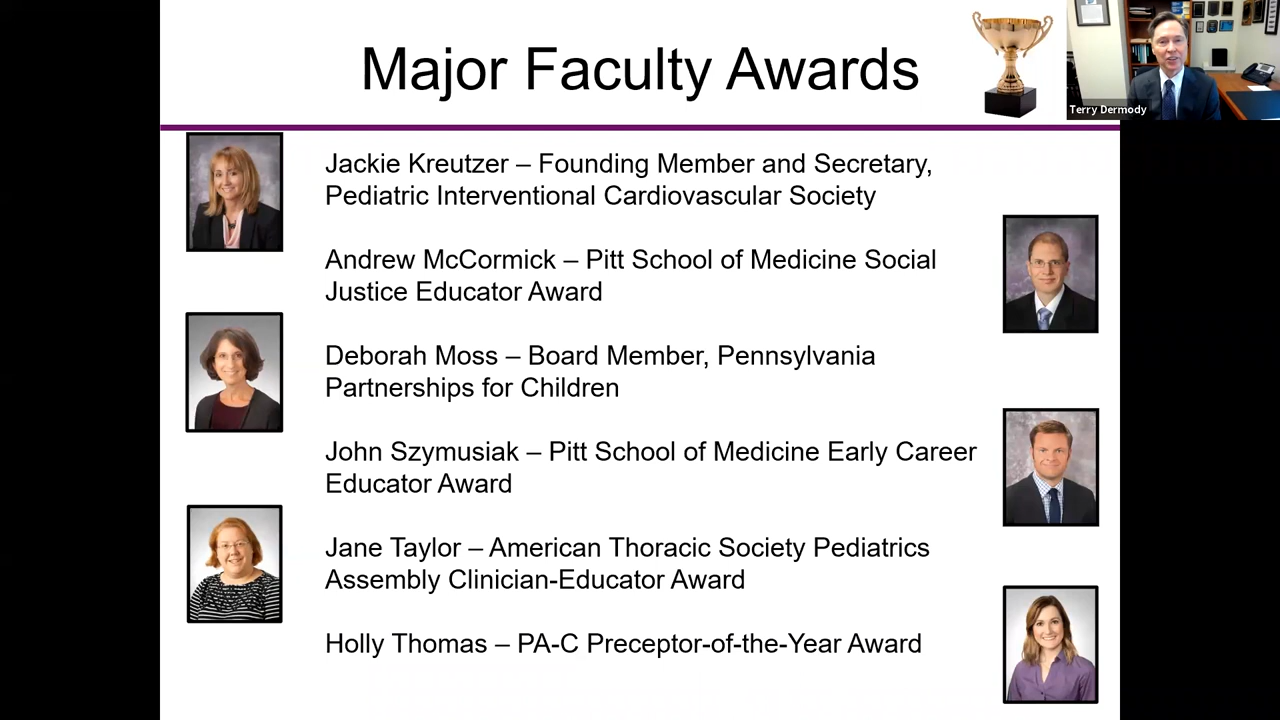 Major Faculty Awards
Terry Dermody
Jackie Kreutzer – Founding Member and Secretary,
Pediatric Interventional Cardiovascular Society
Andrew McCormick – Pitt School of Medicine Social
Justice Educator Award
Deborah Moss – Board Member, Pennsylvania
Partnerships for Children
John Szymusiak – Pitt School of Medicine Early Career
Educator Award
Jane Taylor – American Thoracic Society Pediatrics
Assembly Clinician-Educator Award
Holly Thomas – PA-C Preceptor-of-the-Year Award